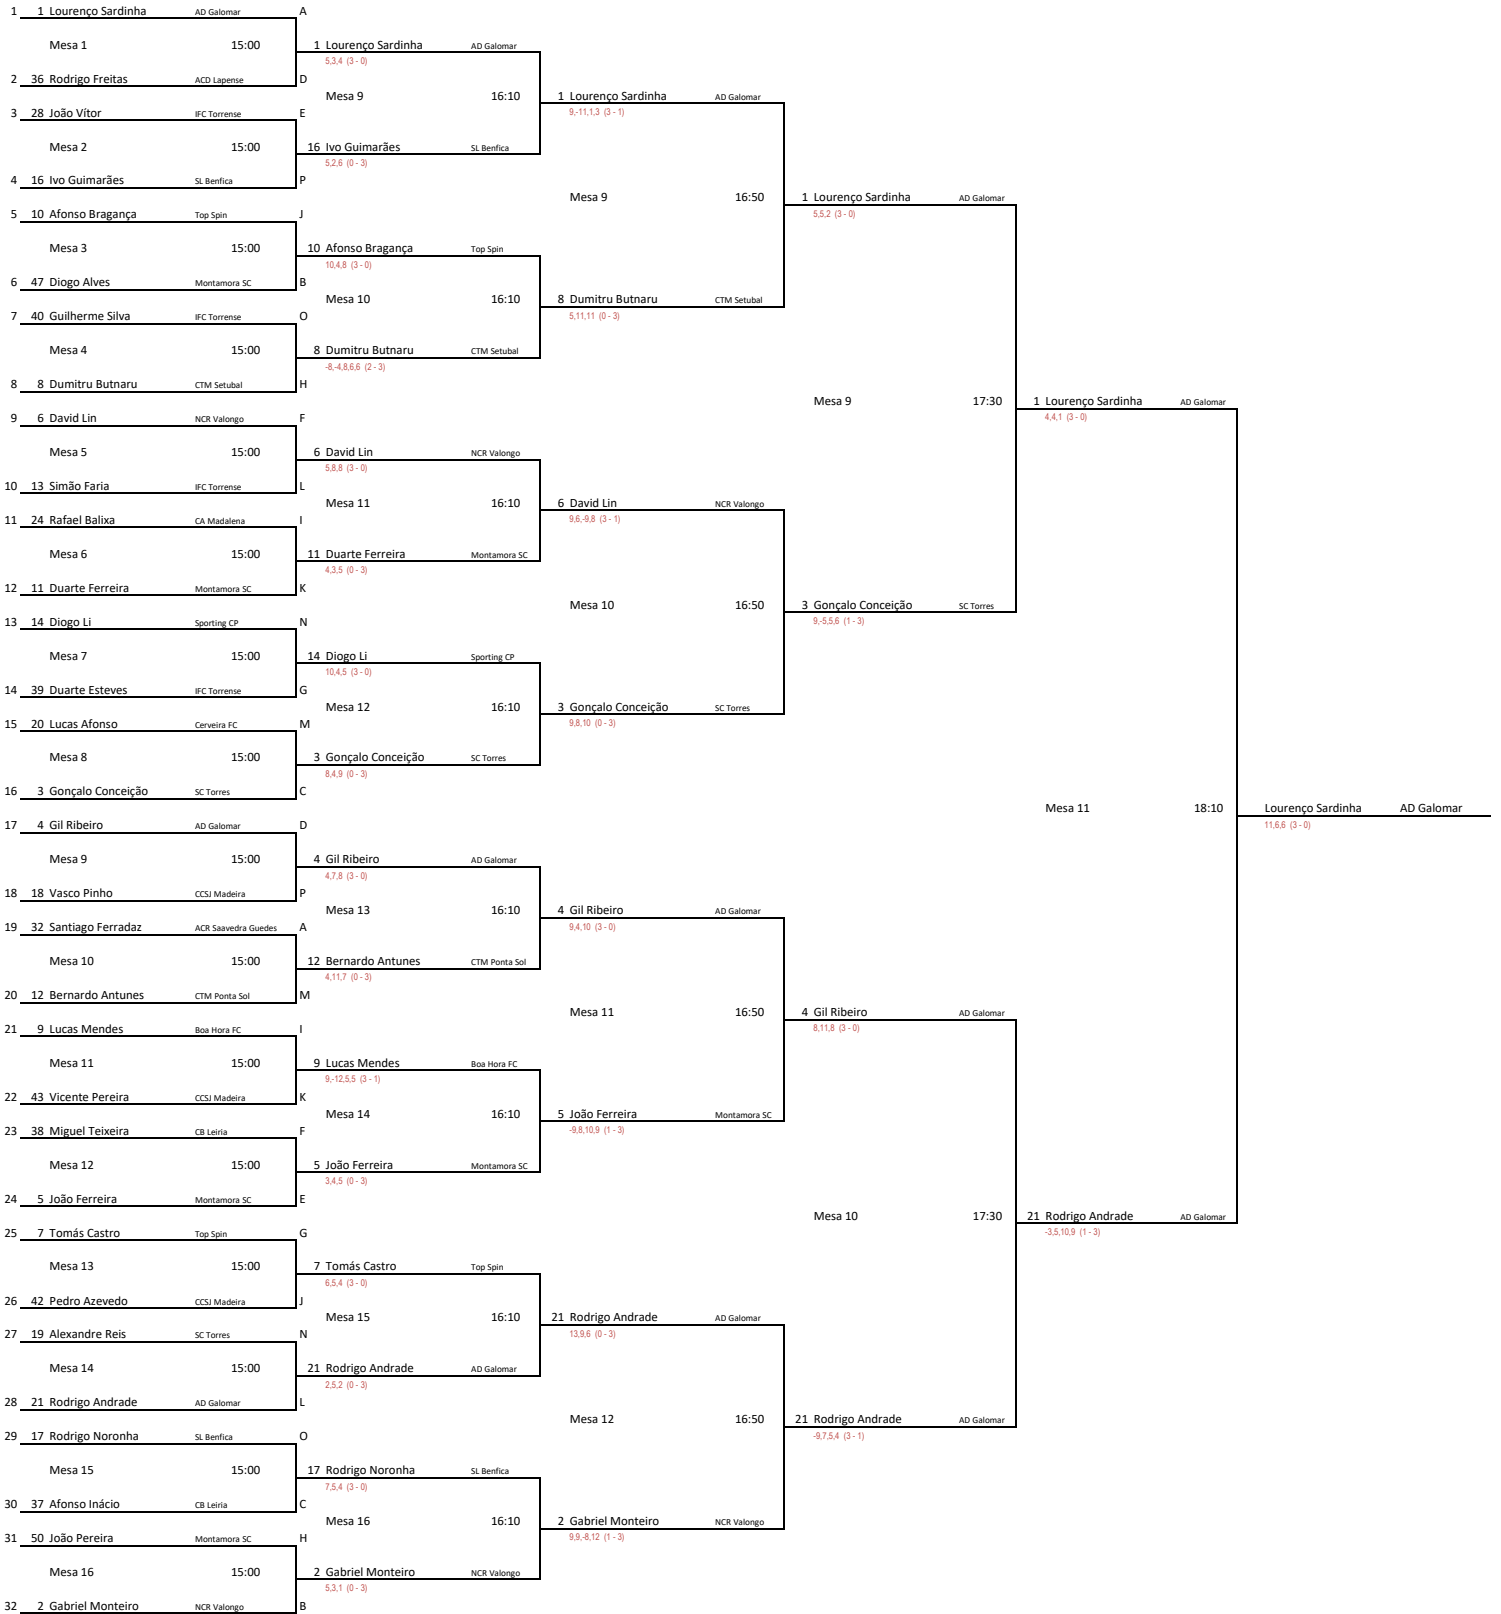 1 1 Lourenço Sardinha AD Galomar A
Mesa 1 15:00 1 Lourenço Sardinha AD Galomar
5,3,4 (3 - 0)
2 36 Rodrigo Freitas ACD Lapense D
Mesa 9 16:10 1 Lourenço Sardinha AD Galomar
3 28 João Vítor IFC Torrense E 9,-11,1,3 (3 - 1)
Mesa 2 15:00 16 Ivo Guimarães SL Benfica
5,2,6 (0 - 3)
4 16 Ivo Guimarães SL Benfica P
Mesa 9 16:50 1 Lourenço Sardinha AD Galomar
5 10 Afonso Bragança Top Spin J 5,5,2 (3 - 0)
Mesa 3 15:00 10 Afonso Bragança Top Spin
10,4,8 (3 - 0)
6 47 Diogo Alves Montamora SC B
Mesa 10 16:10 8 Dumitru Butnaru CTM Setubal
7 40 Guilherme Silva IFC Torrense O 5,11,11 (0 - 3)
Mesa 4 15:00 8 Dumitru Butnaru CTM Setubal
-8,-4,8,6,6 (2 - 3)
8 8 Dumitru Butnaru CTM Setubal H
Mesa 9 17:30 1 Lourenço Sardinha AD Galomar
9 6 David Lin NCR Valongo F 4,4,1 (3 - 0)
Mesa 5 15:00 6 David Lin NCR Valongo
5,8,8 (3 - 0)
10 13 Simão Faria IFC Torrense L
Mesa 11 16:10 6 David Lin NCR Valongo
11 24 Rafael Balixa CA Madalena I 9,6,-9,8 (3 - 1)
Mesa 6 15:00 11 Duarte Ferreira Montamora SC
4,3,5 (0 - 3)
12 11 Duarte Ferreira Montamora SC K
Mesa 10 16:50 3 Gonçalo Conceição SC Torres
13 14 Diogo Li Sporting CP N 9,-5,5,6 (1 - 3)
Mesa 7 15:00 14 Diogo Li Sporting CP
10,4,5 (3 - 0)
14 39 Duarte Esteves IFC Torrense G
Mesa 12 16:10 3 Gonçalo Conceição SC Torres
15 20 Lucas Afonso Cerveira FC M 9,8,10 (0 - 3)
Mesa 8 15:00 3 Gonçalo Conceição SC Torres
8,4,9 (0 - 3)
16 3 Gonçalo Conceição SC Torres C
Mesa 11 18:10 Lourenço Sardinha AD Galomar
17 4 Gil Ribeiro AD Galomar D 11,6,6 (3 - 0)
Mesa 9 15:00 4 Gil Ribeiro AD Galomar
4,7,8 (3 - 0)
18 18 Vasco Pinho CCSJ Madeira P
Mesa 13 16:10 4 Gil Ribeiro AD Galomar
19 32 Santiago Ferradaz ACR Saavedra Guedes A 9,4,10 (3 - 0)
Mesa 10 15:00 12 Bernardo Antunes CTM Ponta Sol
4,11,7 (0 - 3)
20 12 Bernardo Antunes CTM Ponta Sol M
Mesa 11 16:50 4 Gil Ribeiro AD Galomar
21 9 Lucas Mendes Boa Hora FC I 8,11,8 (3 - 0)
Mesa 11 15:00 9 Lucas Mendes Boa Hora FC
9,-12,5,5 (3 - 1)
22 43 Vicente Pereira CCSJ Madeira K
Mesa 14 16:10 5 João Ferreira Montamora SC
23 38 Miguel Teixeira CB Leiria F -9,8,10,9 (1 - 3)
Mesa 12 15:00 5 João Ferreira Montamora SC
3,4,5 (0 - 3)
24 5 João Ferreira Montamora SC E
Mesa 10 17:30 21 Rodrigo Andrade AD Galomar
25 7 Tomás Castro Top Spin G -3,5,10,9 (1 - 3)
Mesa 13 15:00 7 Tomás Castro Top Spin
6,5,4 (3 - 0)
26 42 Pedro Azevedo CCSJ Madeira J
Mesa 15 16:10 21 Rodrigo Andrade AD Galomar
27 19 Alexandre Reis SC Torres N 13,9,6 (0 - 3)
Mesa 14 15:00 21 Rodrigo Andrade AD Galomar
2,5,2 (0 - 3)
28 21 Rodrigo Andrade AD Galomar L
Mesa 12 16:50 21 Rodrigo Andrade AD Galomar
29 17 Rodrigo Noronha SL Benfica O -9,7,5,4 (3 - 1)
Mesa 15 15:00 17 Rodrigo Noronha SL Benfica
7,5,4 (3 - 0)
30 37 Afonso Inácio CB Leiria C
Mesa 16 16:10 2 Gabriel Monteiro NCR Valongo
31 50 João Pereira Montamora SC H 9,9,-8,12 (1 - 3)
Mesa 16 15:00 2 Gabriel Monteiro NCR Valongo
5,3,1 (0 - 3)
32 2 Gabriel Monteiro NCR Valongo B